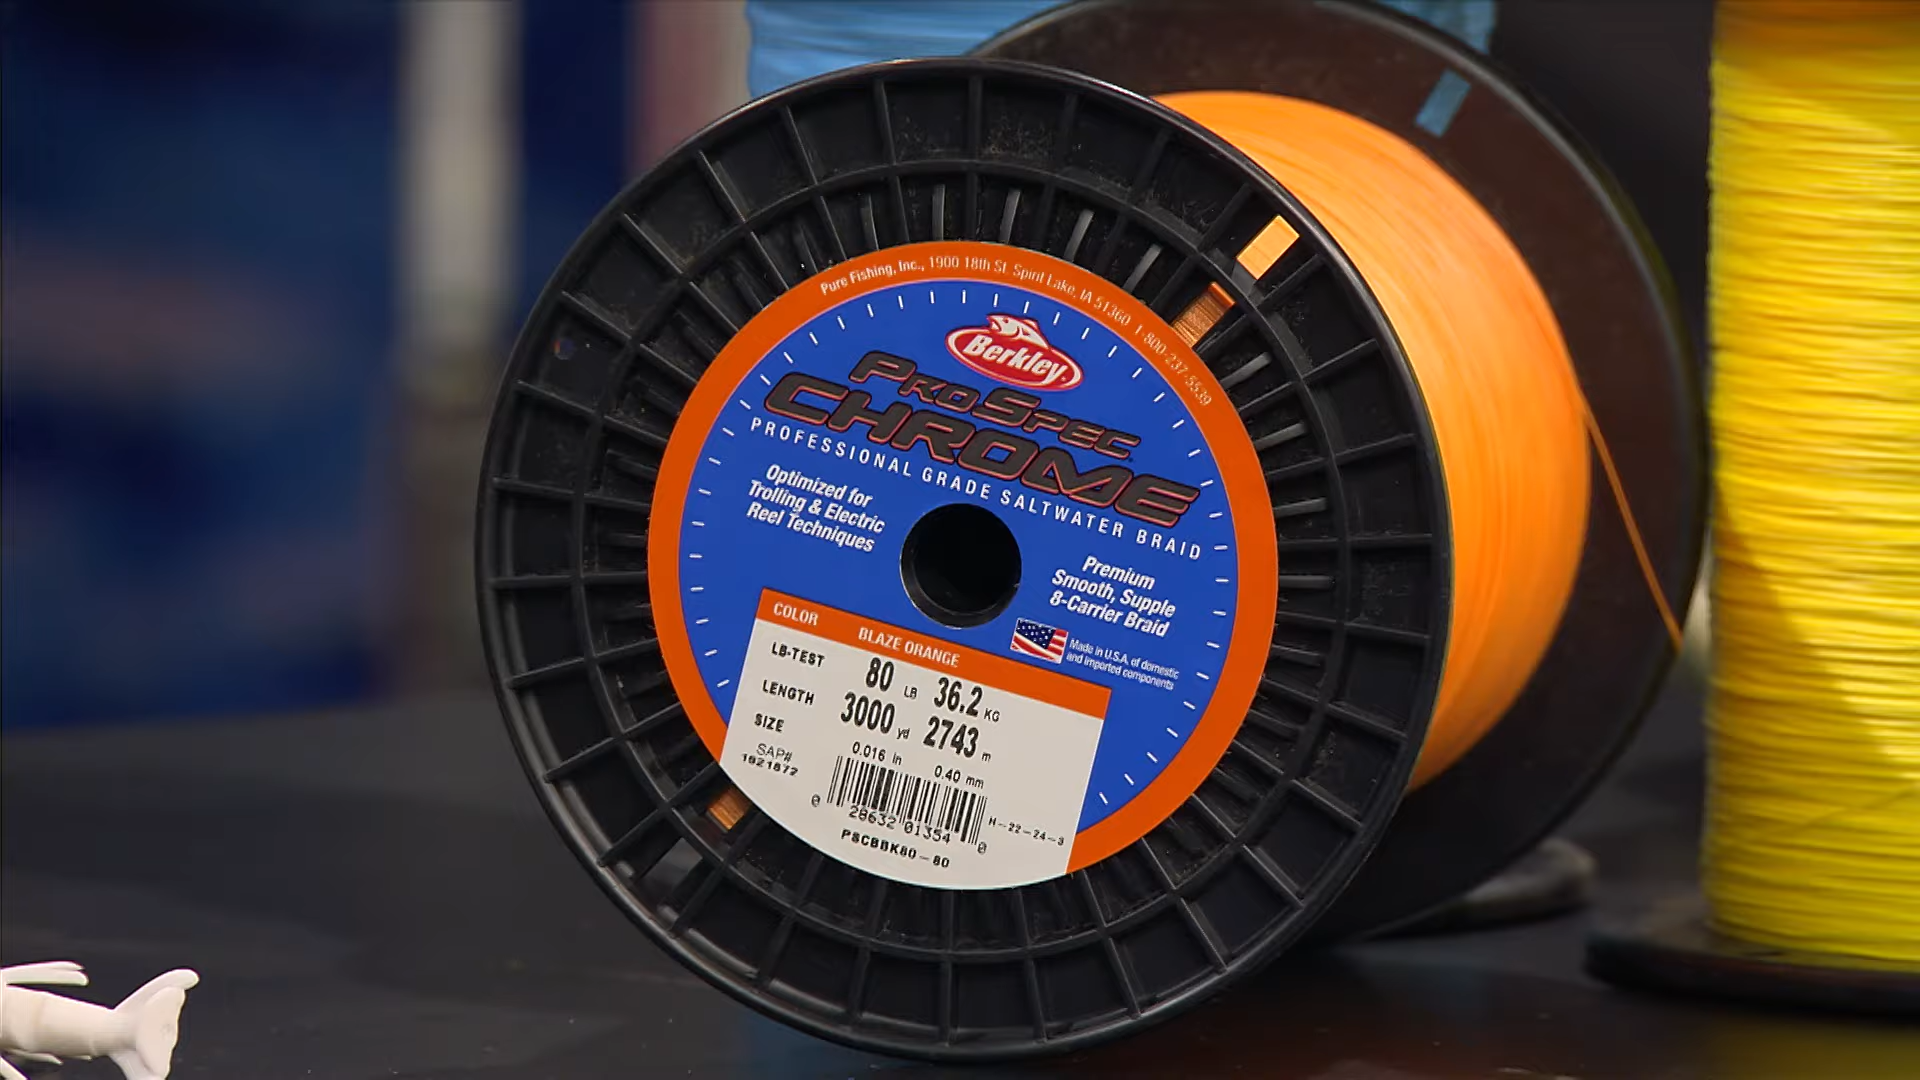 Pure Fishing, Inc., 1900 18th St. Spirit Lake, IA 51360 1-800-237-5539
Berkley
PROSPEC
CHROME
PROFESSIONAL GRADE SALTWATER BRAID
Optimized for
Trolling & Electric
Reel Techniques
Premium
Smooth, Supple
8-Carrier Braid
Made in U.S.A. of domestic
and imported components
COLOR BLAZE ORANGE
LB-TEST 80 LB 36.2 KG
LENGTH 3000 yd 2743 m
SIZE 0.016 in 0.40 mm
SAP#
1821872
0 28632 01354 0
H-22-24-3
PSCBBK80-80